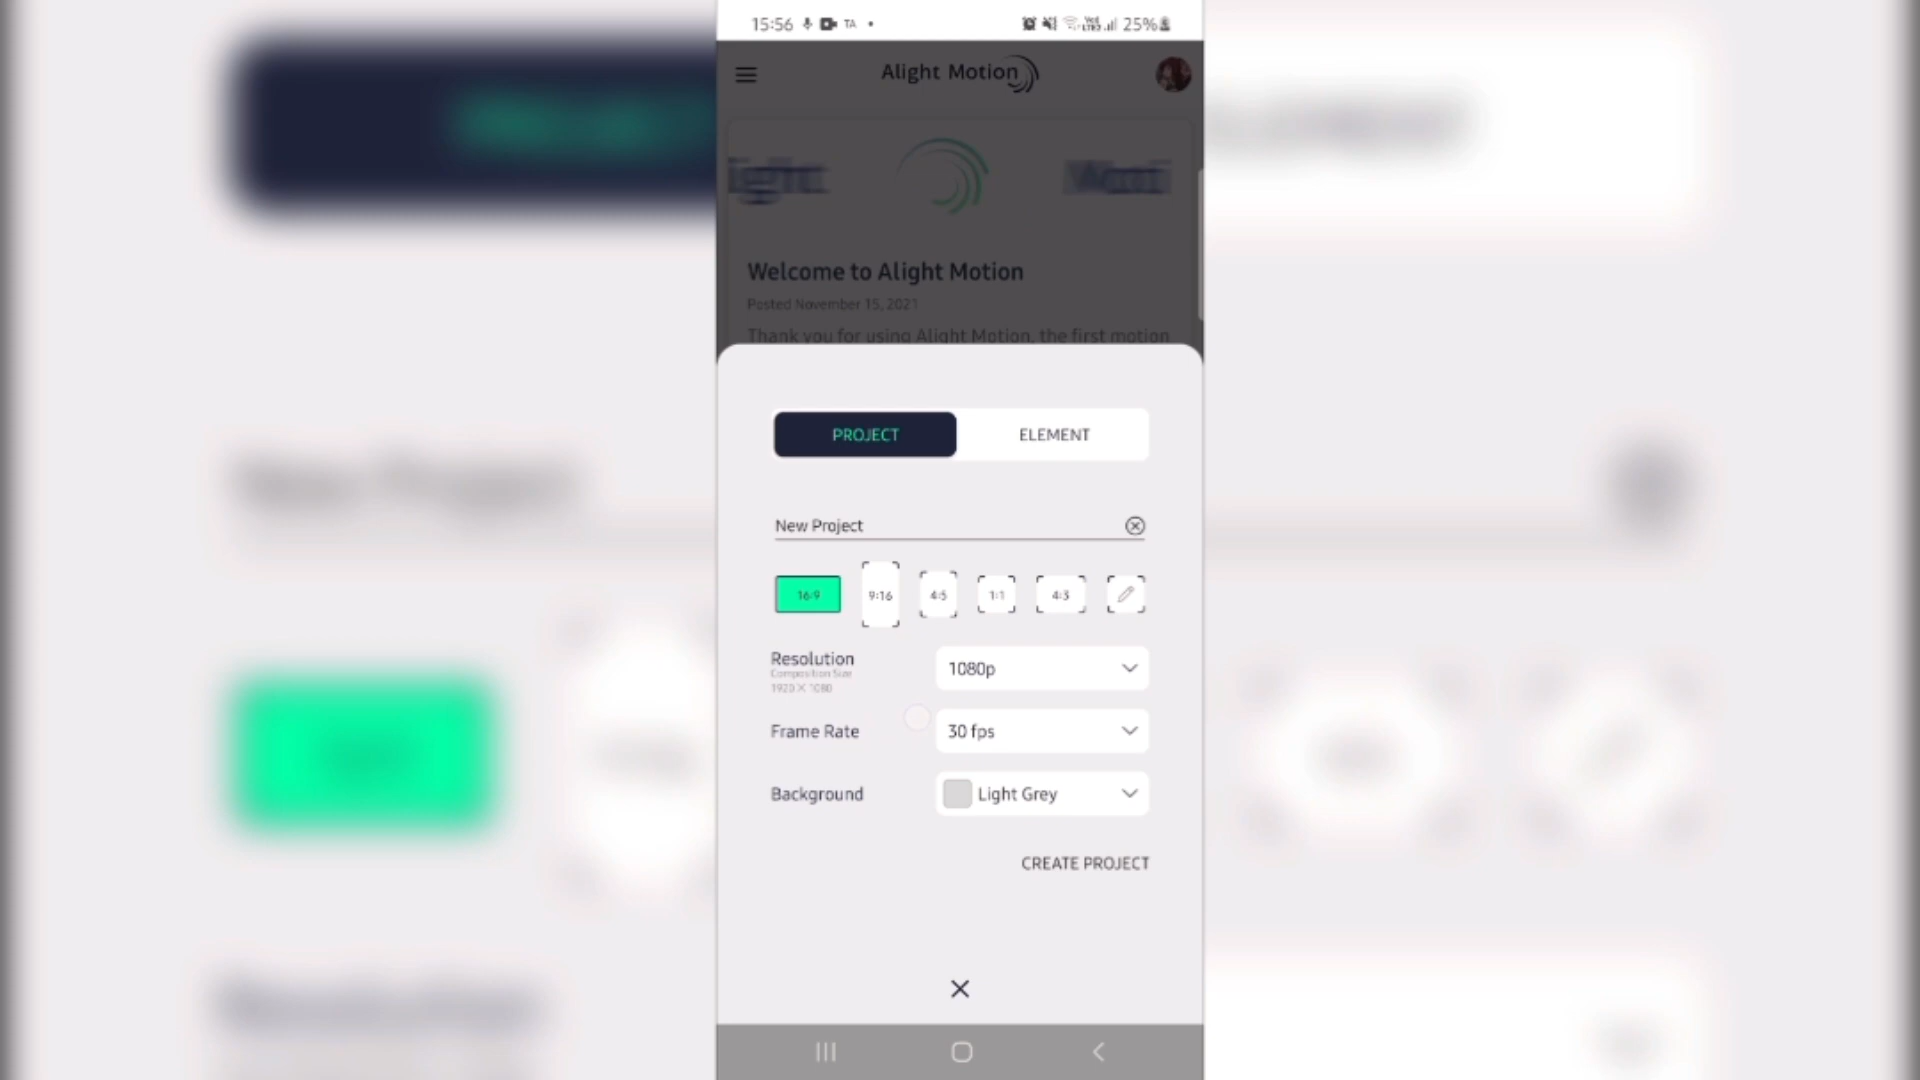 15:56 TA • 25%
Alight Motion
Welcome to Alight Motion
Posted November 15, 2021
Thank you for using Alight Motion, the first motion
PROJECT ELEMENT
New Project
16:9 9:16 4:5 1:1 4:3
Resolution 1080p
Composition Size
1920 X 1080
Frame Rate 30 fps
Background Light Grey
CREATE PROJECT